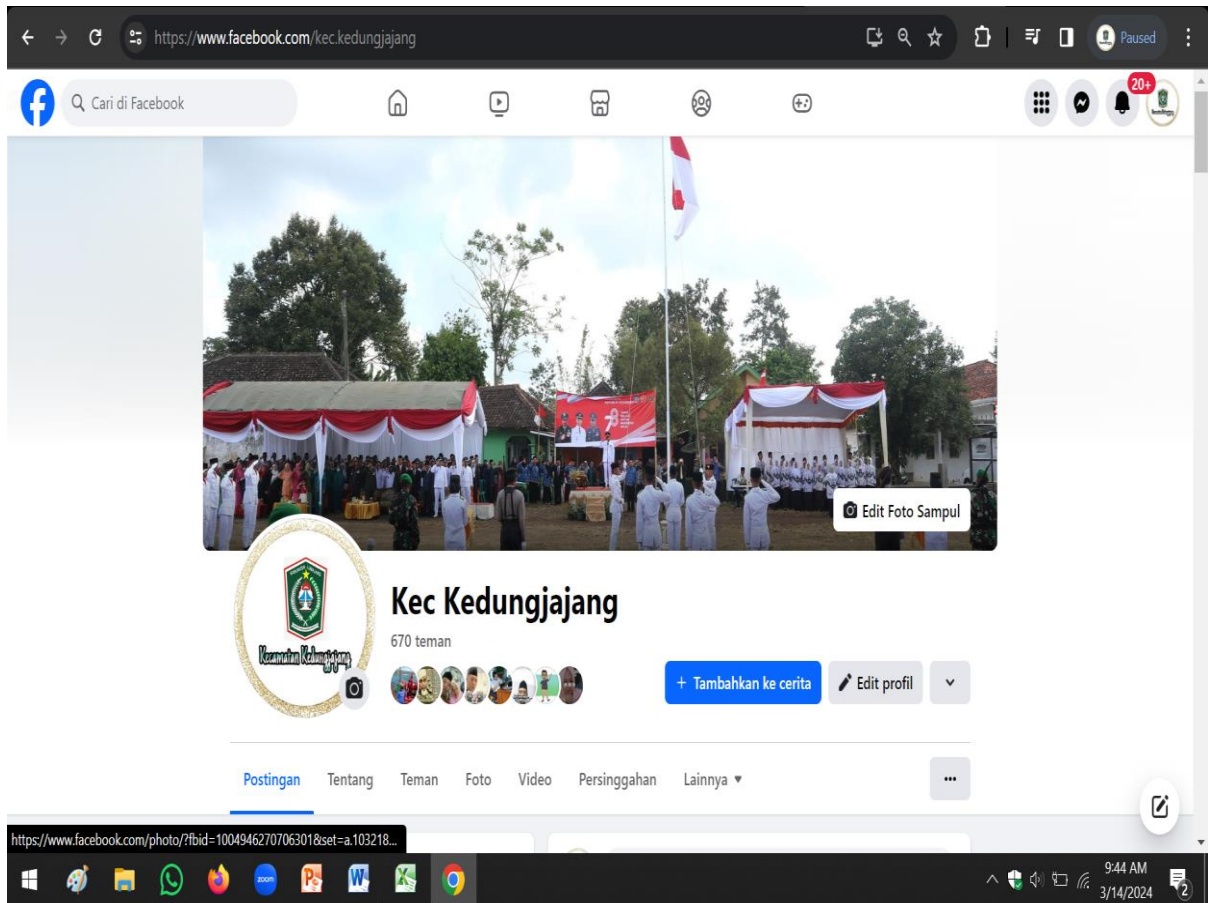 https://www.facebook.com/kec.kedungjajang
Paused
Cari di Facebook
20+
78
Edit Foto Sampul
Kecamatan Kedungjajang
Kec Kedungjajang
670 teman
+ Tambahkan ke cerita
Edit profil
Postingan Tentang Teman Foto Video Persinggahan Lainnya
https://www.facebook.com/photo/?fbid=1004946270706301&set=a.103218...
zoom
9:44 AM
3/14/2024
2